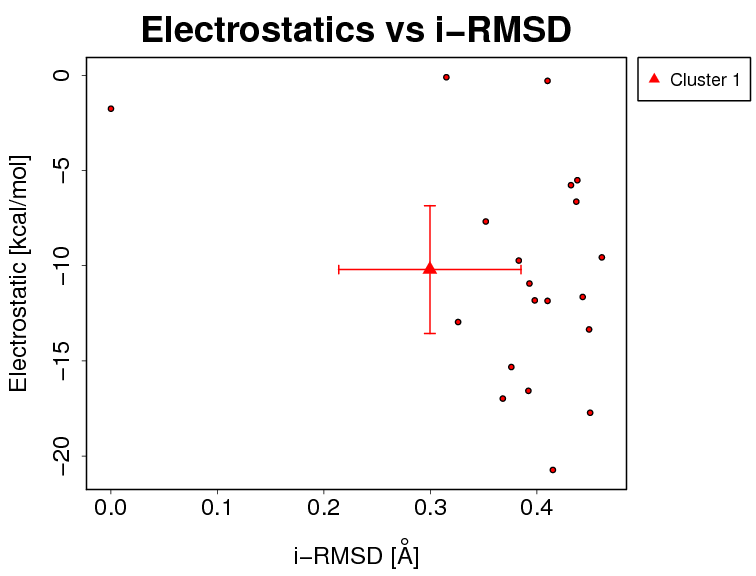 Electrostatics vs i−RMSD
Cluster 1
Electrostatic [kcal/mol]
0
−5
−10
−15
−20
0.0 0.1 0.2 0.3 0.4
i−RMSD [Å]